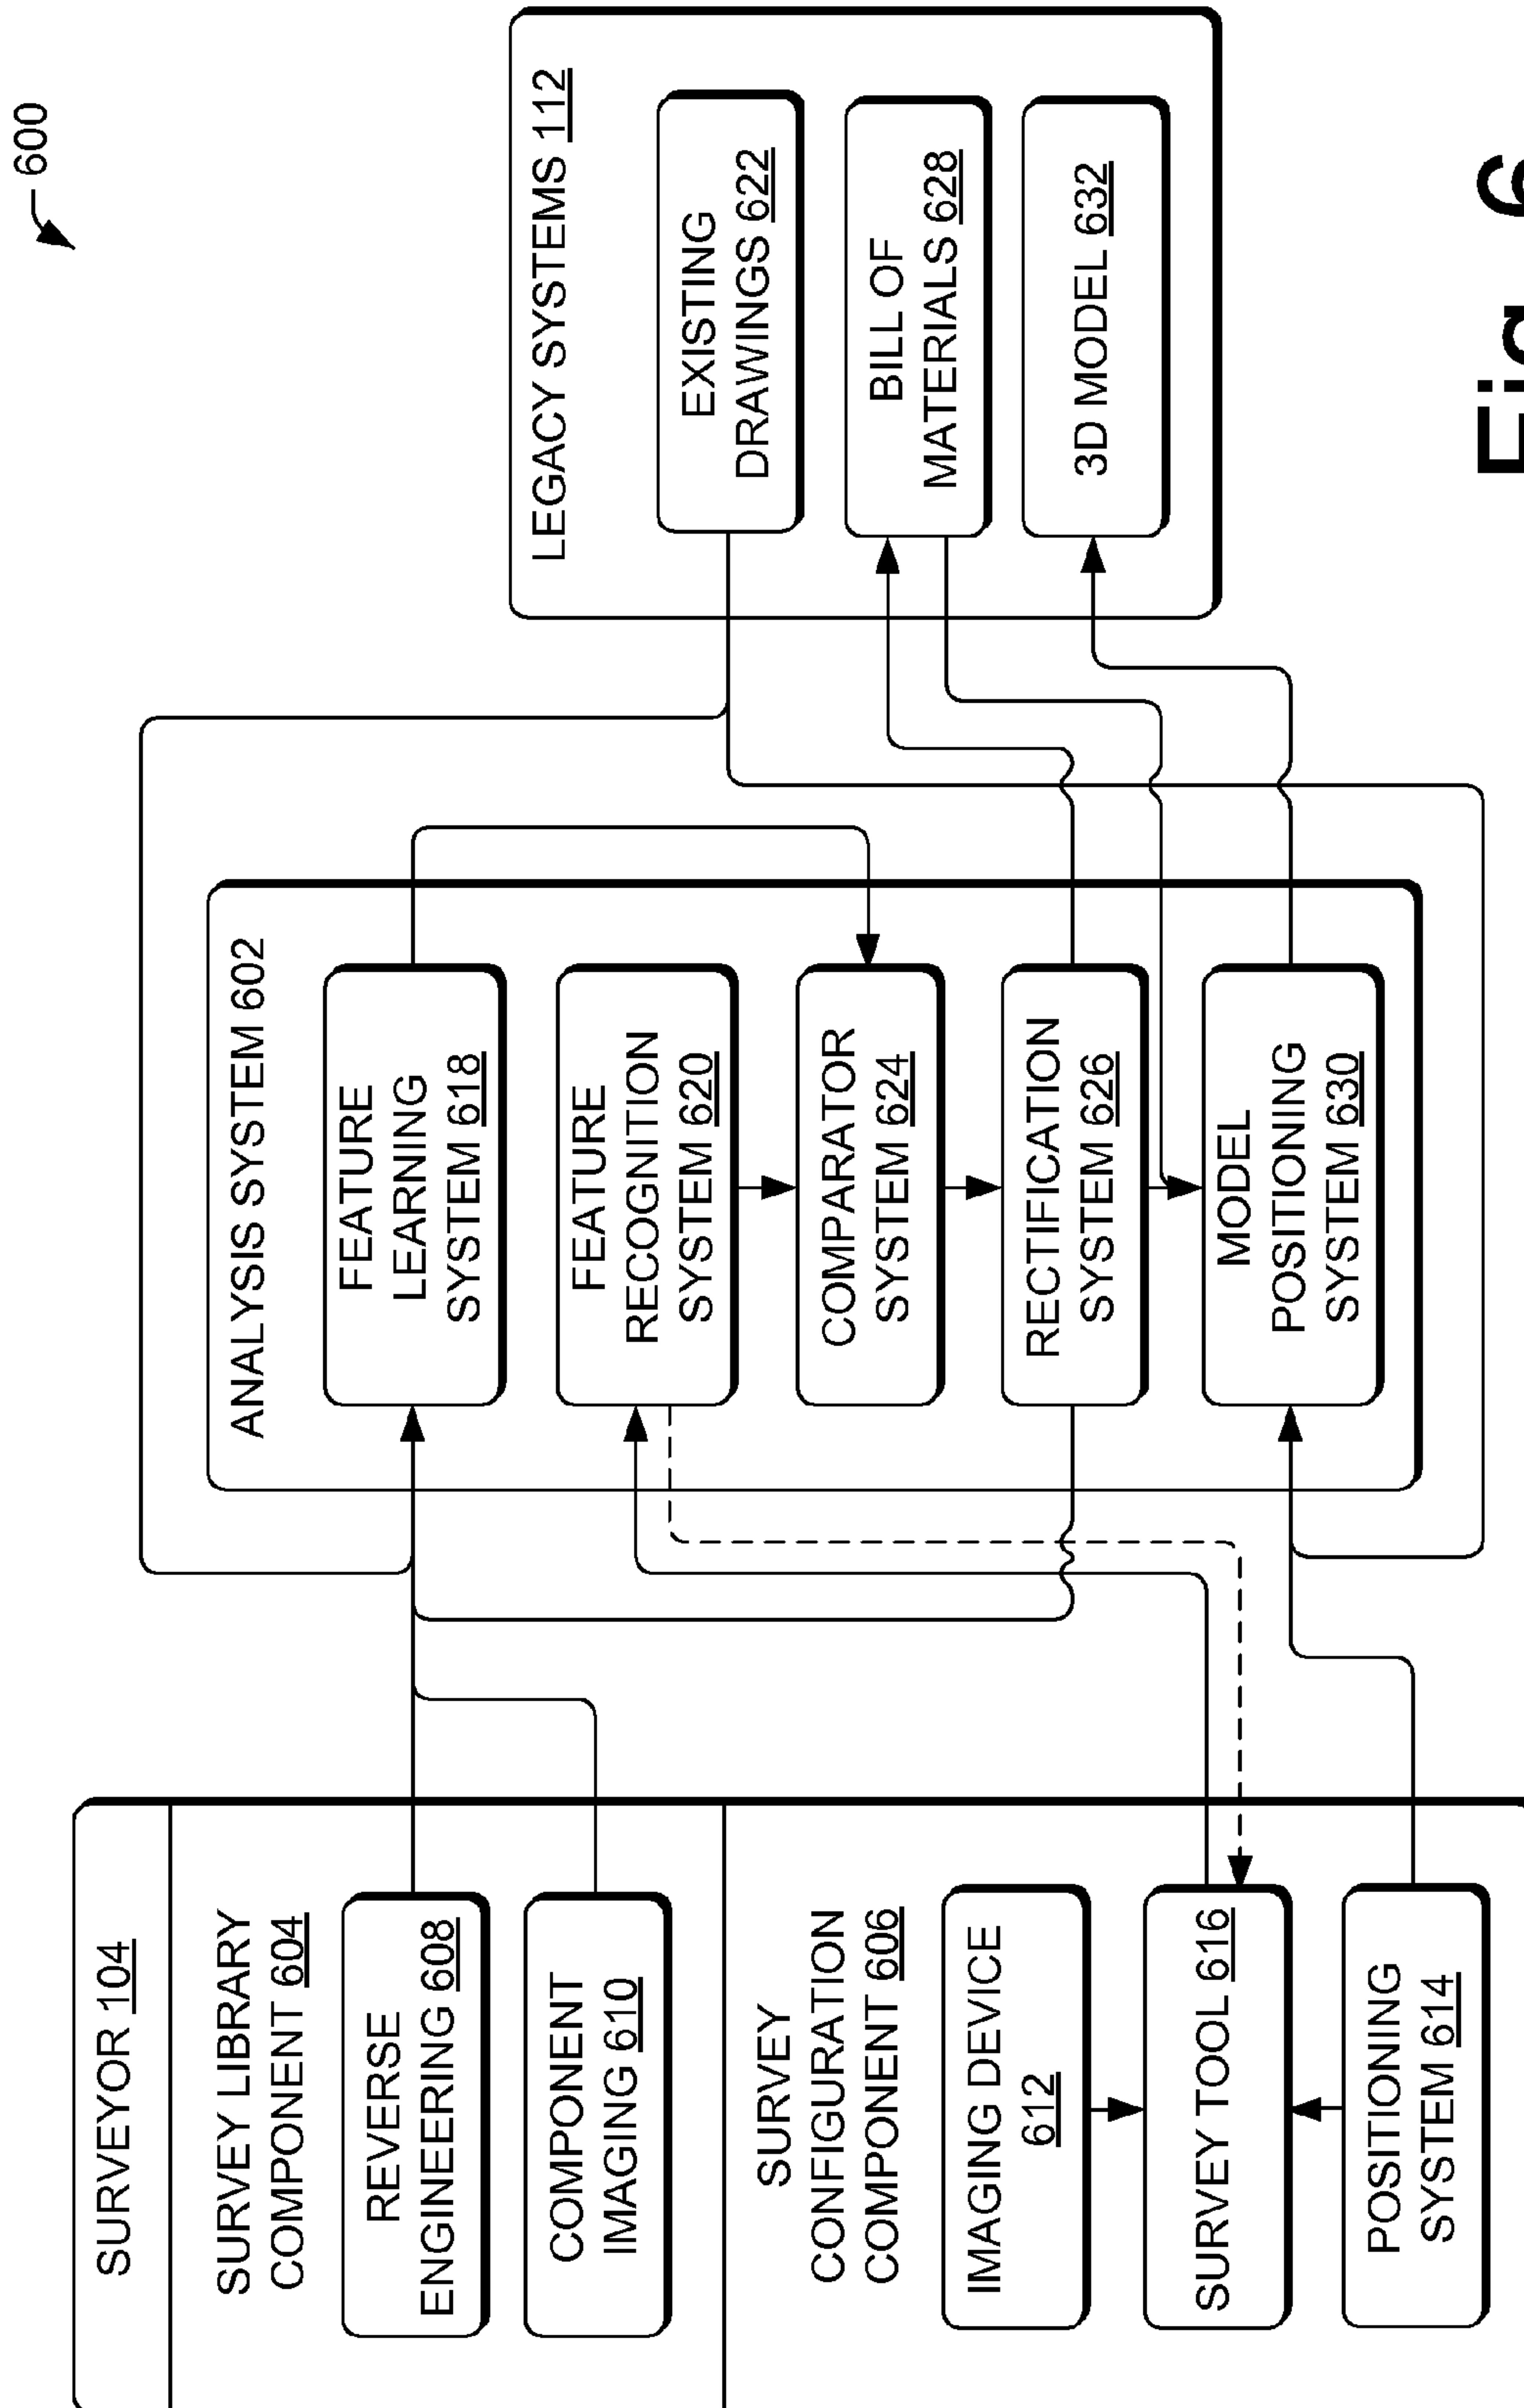 600
SURVEYOR 104
SURVEY LIBRARY
COMPONENT 604
REVERSE
ENGINEERING 608
COMPONENT
IMAGING 610
SURVEY
CONFIGURATION
COMPONENT 606
IMAGING DEVICE
612
SURVEY TOOL 616
POSITIONING
SYSTEM 614
ANALYSIS SYSTEM 602
FEATURE
LEARNING
SYSTEM 618
FEATURE
RECOGNITION
SYSTEM 620
COMPARATOR
SYSTEM 624
RECTIFICATION
SYSTEM 626
MODEL
POSITIONING
SYSTEM 630
LEGACY SYSTEMS 112
EXISTING
DRAWINGS 622
BILL OF
MATERIALS 628
3D MODEL 632
Fig. 6